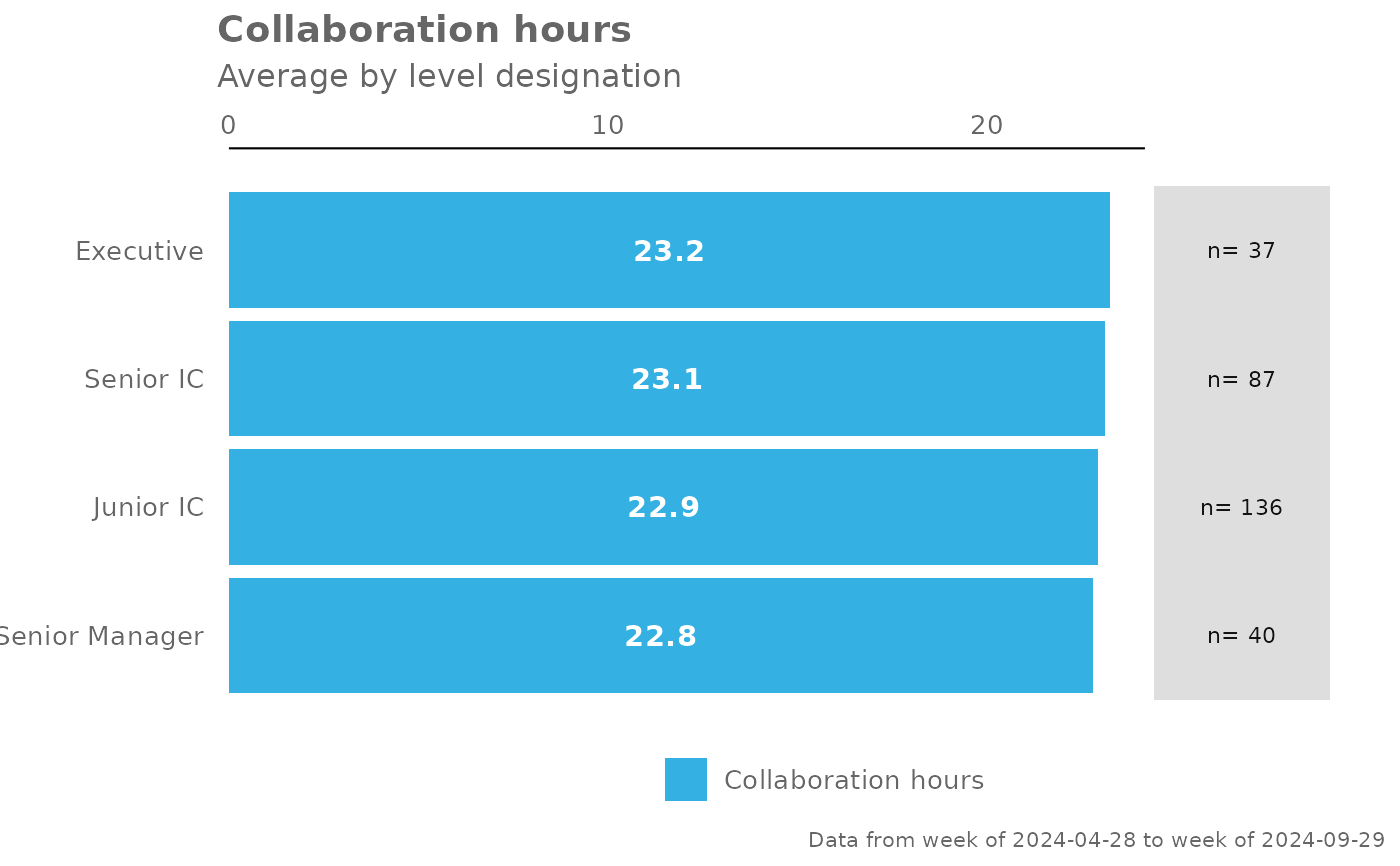 Collaboration hours
Average by level designation
0 10 20
Executive 23.2 n= 37
Senior IC 23.1 n= 87
Junior IC 22.9 n= 136
Senior Manager 22.8 n= 40
Collaboration hours
Data from week of 2024-04-28 to week of 2024-09-29